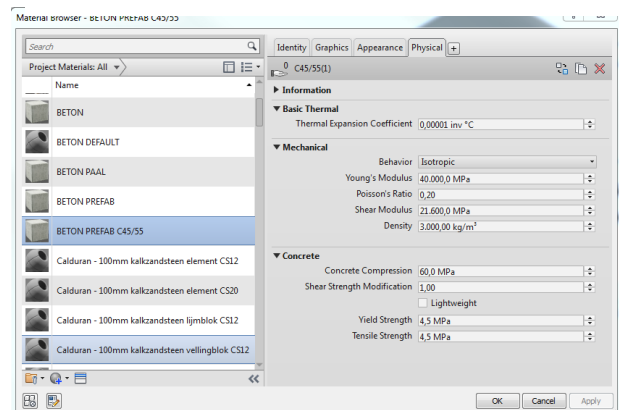 Material Browser - BETON PREFAB C45/55
Search
Project Materials: All
Name
BETON
BETON DEFAULT
BETON PAAL
BETON PREFAB
BETON PREFAB C45/55
Calduran - 100mm kalkzandsteen element CS12
Calduran - 100mm kalkzandsteen element CS20
Calduran - 100mm kalkzandsteen lijmblok CS12
Calduran - 100mm kalkzandsteen vellingblok CS12
Identity Graphics Appearance Physical +
0 C45/55(1)
Information
Basic Thermal
Thermal Expansion Coefficient 0,00001 inv °C
Mechanical
Behavior Isotropic
Young's Modulus 40.000,0 MPa
Poisson's Ratio 0,20
Shear Modulus 21.600,0 MPa
Density 3.000,00 kg/m³
Concrete
Concrete Compression 60,0 MPa
Shear Strength Modification 1,00
Lightweight
Yield Strength 4,5 MPa
Tensile Strength 4,5 MPa
OK Cancel Apply